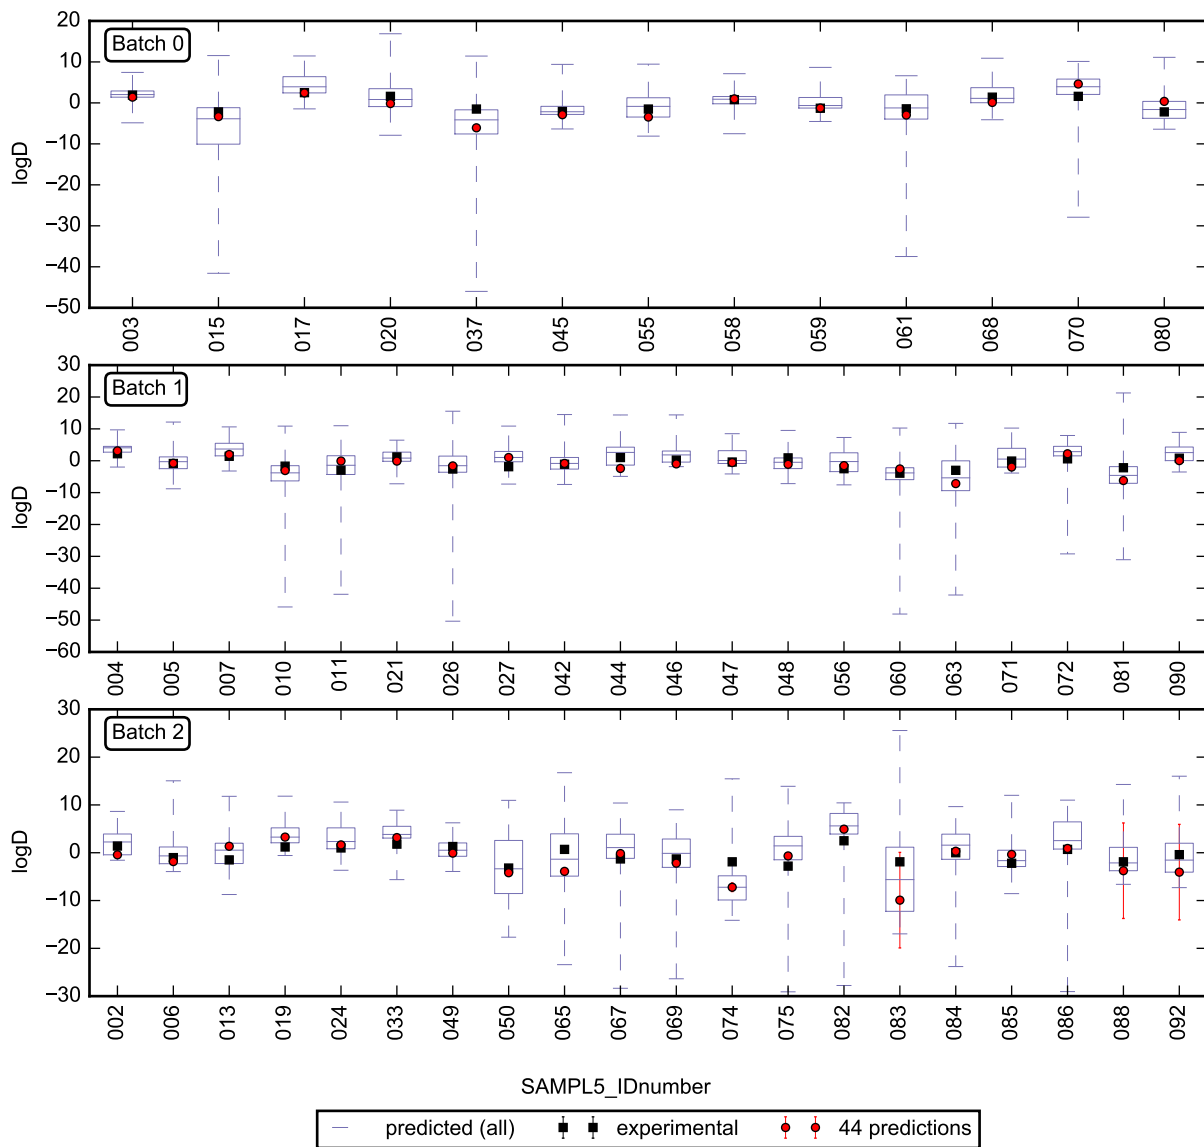 20
Batch 0
10
0
−10
−20
−30
−40
−50
logD
003 015 017 020 037 045 055 058 059 061 068 070 080
30
Batch 1
20
10
0
−10
−20
−30
−40
−50
−60
logD
004 005 007 010 011 021 026 027 042 044 046 047 048 056 060 063 071 072 081 090
30
Batch 2
20
10
0
−10
−20
−30
logD
002 006 013 019 024 033 049 050 065 067 069 074 075 082 083 084 085 086 088 092
SAMPL5_IDnumber
predicted (all) experimental 44 predictions